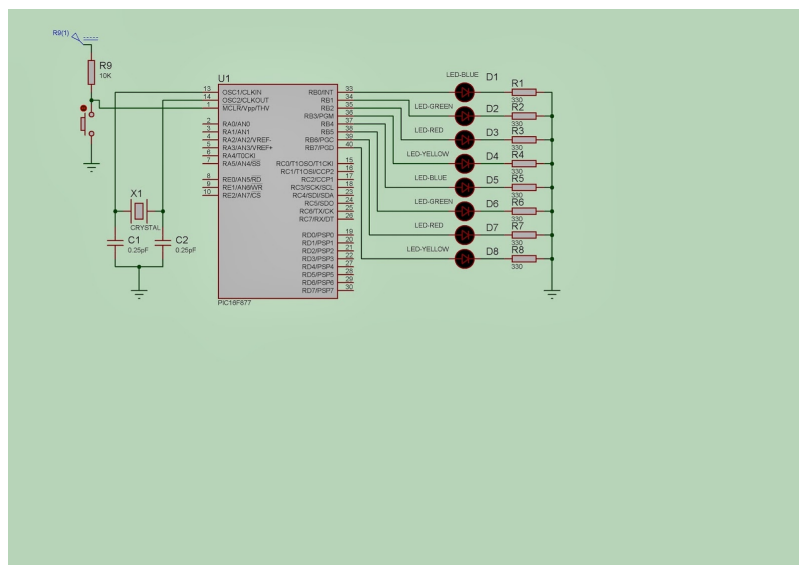 R9(1)
R9
10K
U1
13 OSC1/CLKIN
14 OSC2/CLKOUT
1 MCLR/Vpp/THV
2 RA0/AN0
3 RA1/AN1
4 RA2/AN2/VREF-
5 RA3/AN3/VREF+
6 RA4/T0CKI
7 RA5/AN4/SS
8 RE0/AN5/RD
9 RE1/AN6/WR
10 RE2/AN7/CS
RB0/INT 33
RB1 34
RB2 35
RB3/PGM 36
RB4 37
RB5 38
RB6/PGC 39
RB7/PGD 40
RC0/T1OSO/T1CKI 15
RC1/T1OSI/CCP2 16
RC2/CCP1 17
RC3/SCK/SCL 18
RC4/SDI/SDA 23
RC5/SDO 24
RC6/TX/CK 25
RC7/RX/DT 26
RD0/PSP0 19
RD1/PSP1 20
RD2/PSP2 21
RD3/PSP3 22
RD4/PSP4 27
RD5/PSP5 28
RD6/PSP6 29
RD7/PSP7 30
PIC16F877
X1
CRYSTAL
C1
0.25pF
C2
0.25pF
LED-BLUE D1 R1
330
LED-GREEN D2 R2
330
LED-RED D3 R3
330
LED-YELLOW D4 R4
330
LED-BLUE D5 R5
330
LED-GREEN D6 R6
330
LED-RED D7 R7
330
LED-YELLOW D8 R8
330